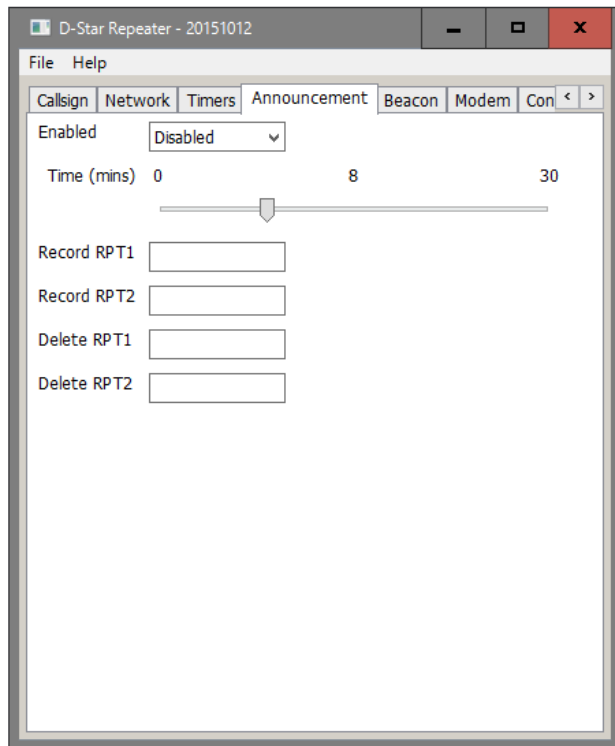 D-Star Repeater - 20151012
File Help
Callsign Network Timers Announcement Beacon Modem Con
Enabled Disabled
Time (mins) 0 8 30
Record RPT1
Record RPT2
Delete RPT1
Delete RPT2